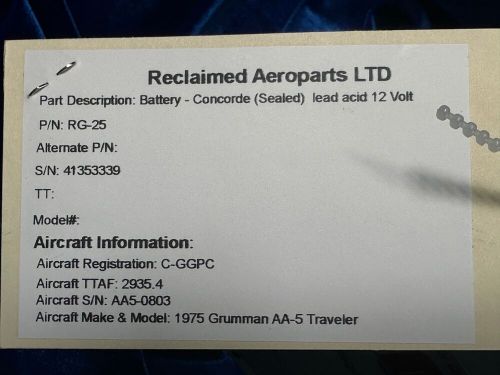 Reclaimed Aeroparts LTD
Part Description: Battery - Concorde (Sealed) lead acid 12 Volt
P/N: RG-25
Alternate P/N:
S/N: 41353339
TT:
Model#:
Aircraft Information:
Aircraft Registration: C-GGPC
Aircraft TTAF: 2935.4
Aircraft S/N: AA5-0803
Aircraft Make & Model: 1975 Grumman AA-5 Traveler